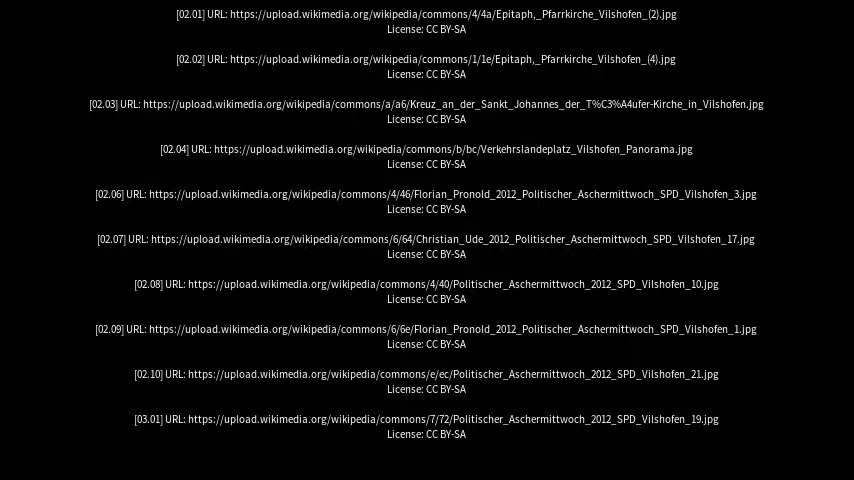 [02.01] URL: https://upload.wikimedia.org/wikipedia/commons/4/4a/Epitaph,_Pfarrkirche_Vilshofen_(2).jpg
License: CC BY-SA
[02.02] URL: https://upload.wikimedia.org/wikipedia/commons/1/1e/Epitaph,_Pfarrkirche_Vilshofen_(4).jpg
License: CC BY-SA
[02.03] URL: https://upload.wikimedia.org/wikipedia/commons/a/a6/Kreuz_an_der_Sankt_Johannes_der_T%C3%A4ufer-Kirche_in_Vilshofen.jpg
License: CC BY-SA
[02.04] URL: https://upload.wikimedia.org/wikipedia/commons/b/bc/Verkehrslandeplatz_Vilshofen_Panorama.jpg
License: CC BY-SA
[02.06] URL: https://upload.wikimedia.org/wikipedia/commons/4/46/Florian_Pronold_2012_Politischer_Aschermittwoch_SPD_Vilshofen_3.jpg
License: CC BY-SA
[02.07] URL: https://upload.wikimedia.org/wikipedia/commons/6/64/Christian_Ude_2012_Politischer_Aschermittwoch_SPD_Vilshofen_17.jpg
License: CC BY-SA
[02.08] URL: https://upload.wikimedia.org/wikipedia/commons/4/40/Politischer_Aschermittwoch_2012_SPD_Vilshofen_10.jpg
License: CC BY-SA
[02.09] URL: https://upload.wikimedia.org/wikipedia/commons/6/6e/Florian_Pronold_2012_Politischer_Aschermittwoch_SPD_Vilshofen_1.jpg
License: CC BY-SA
[02.10] URL: https://upload.wikimedia.org/wikipedia/commons/e/ec/Politischer_Aschermittwoch_2012_SPD_Vilshofen_21.jpg
License: CC BY-SA
[03.01] URL: https://upload.wikimedia.org/wikipedia/commons/7/72/Politischer_Aschermittwoch_2012_SPD_Vilshofen_19.jpg
License: CC BY-SA